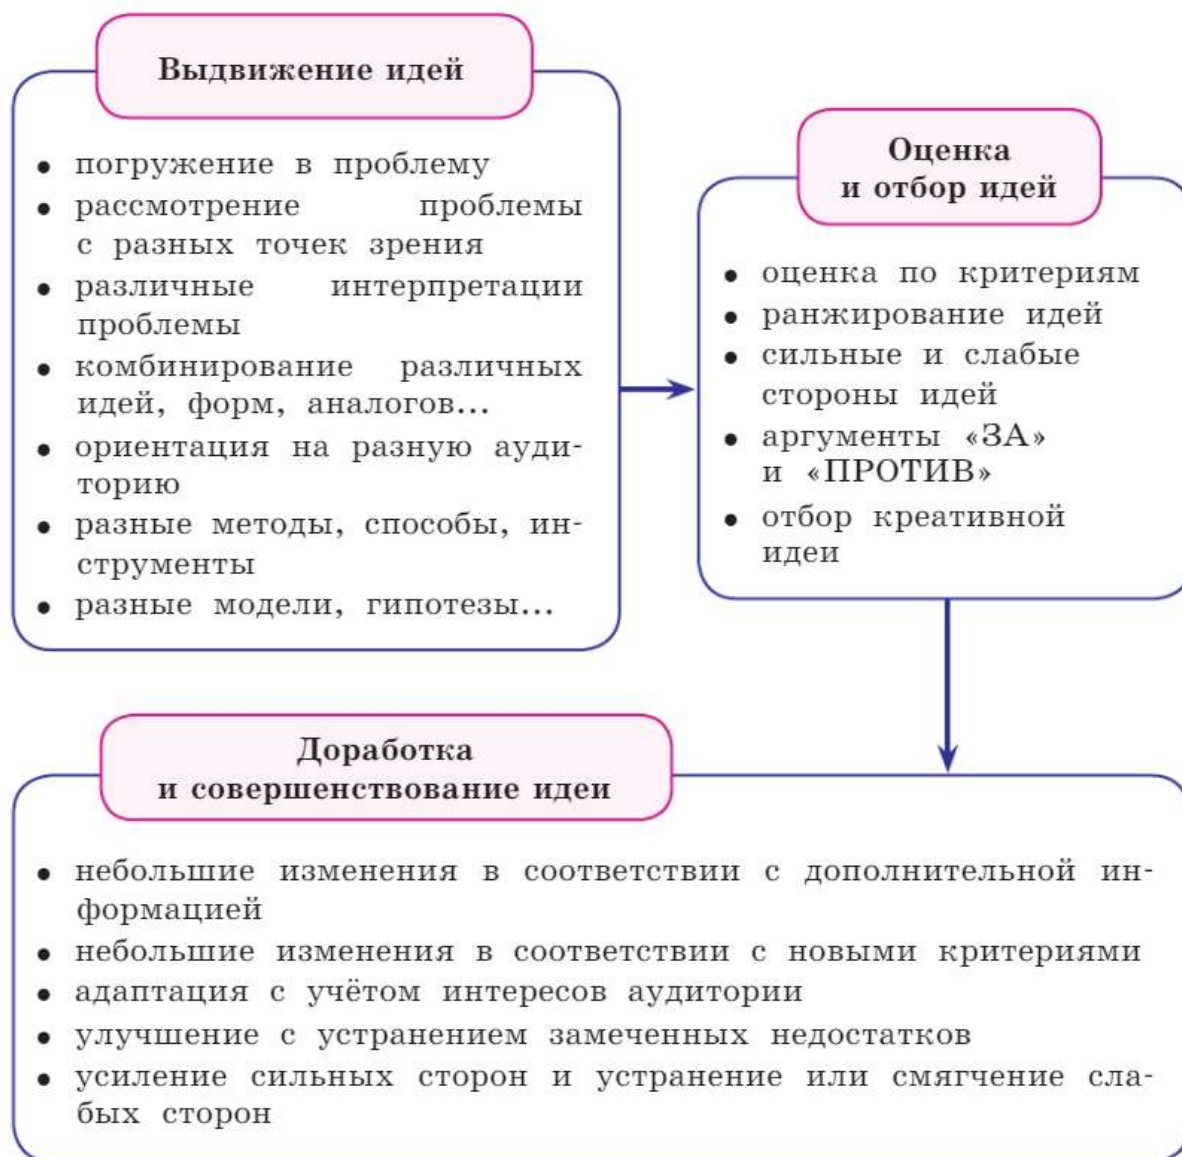 Выдвижение идей
• погружение в проблему
• рассмотрение проблемы
с разных точек зрения
• различные интерпретации
проблемы
• комбинирование различных
идей, форм, аналогов...
• ориентация на разную ауди-
торию
• разные методы, способы, ин-
струменты
• разные модели, гипотезы...
Оценка
и отбор идей
• оценка по критериям
• ранжирование идей
• сильные и слабые
стороны идей
• аргументы «ЗА»
и «ПРОТИВ»
• отбор креативной
идеи
Доработка
и совершенствование идеи
• небольшие изменения в соответствии с дополнительной ин-
формацией
• небольшие изменения в соответствии с новыми критериями
• адаптация с учётом интересов аудитории
• улучшение с устранением замеченных недостатков
• усиление сильных сторон и устранение или смягчение сла-
бых сторон